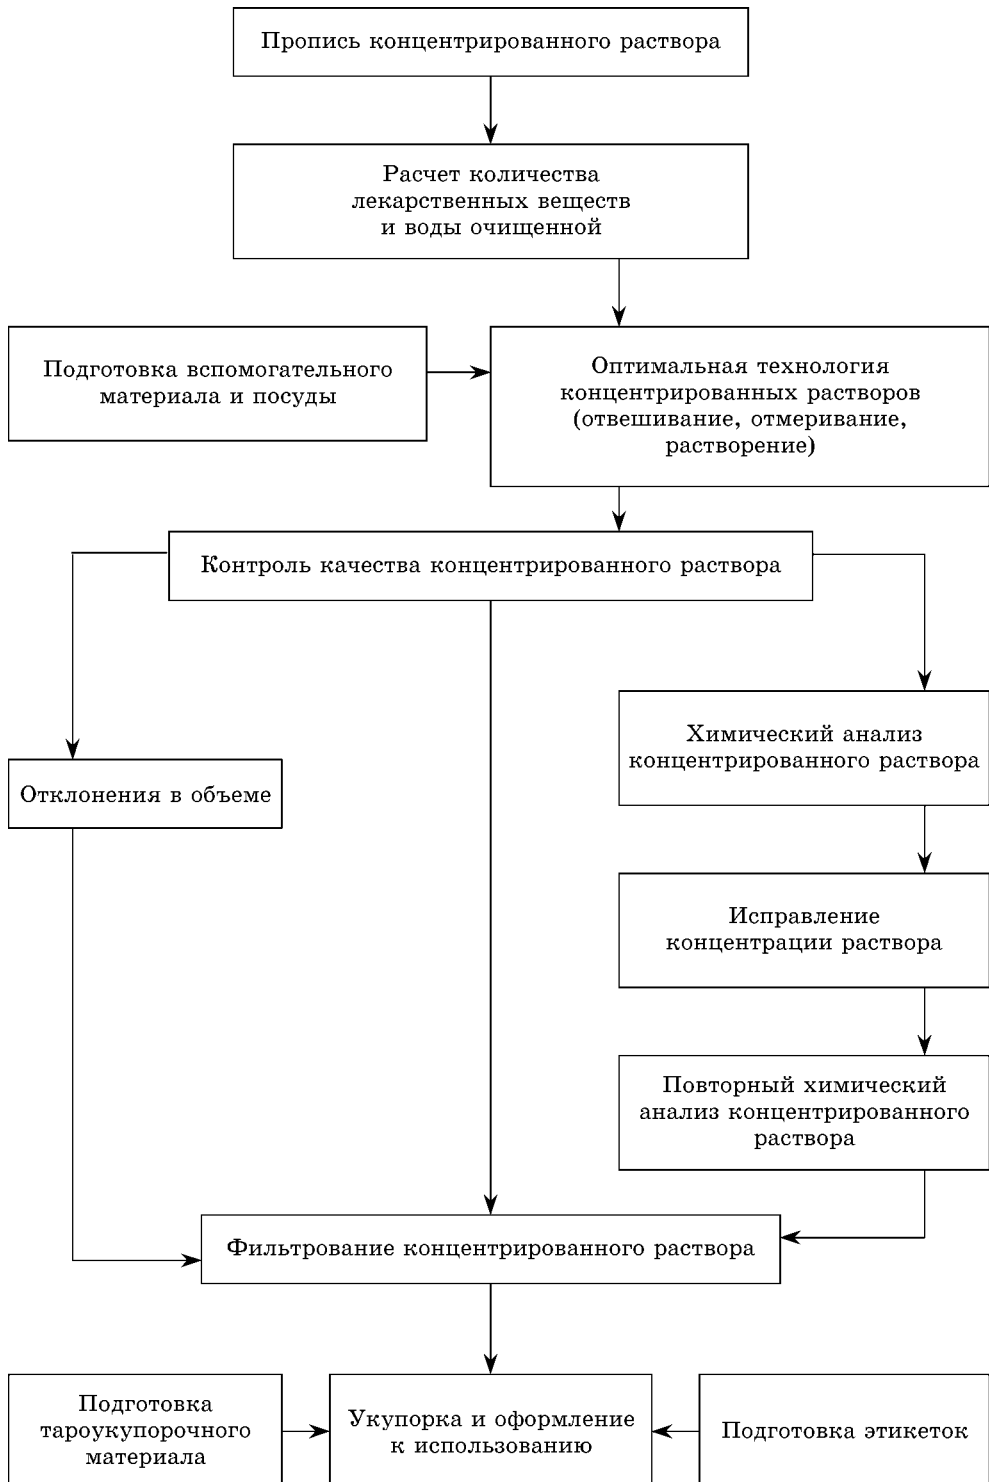 Пропись концентрированного раствора
Расчет количества
лекарственных веществ
и воды очищенной
Подготовка вспомогательного
материала и посуды
Оптимальная технология
концентрированных растворов
(отвешивание, отмеривание,
растворение)
Контроль качества концентрированного раствора
Химический анализ
концентрированного раствора
Отклонения в объеме
Исправление
концентрации раствора
Повторный химический
анализ концентрированного
раствора
Фильтрование концентрированного раствора
Подготовка
тароукупорочного
материала
Укупорка и оформление
к использованию
Подготовка этикеток